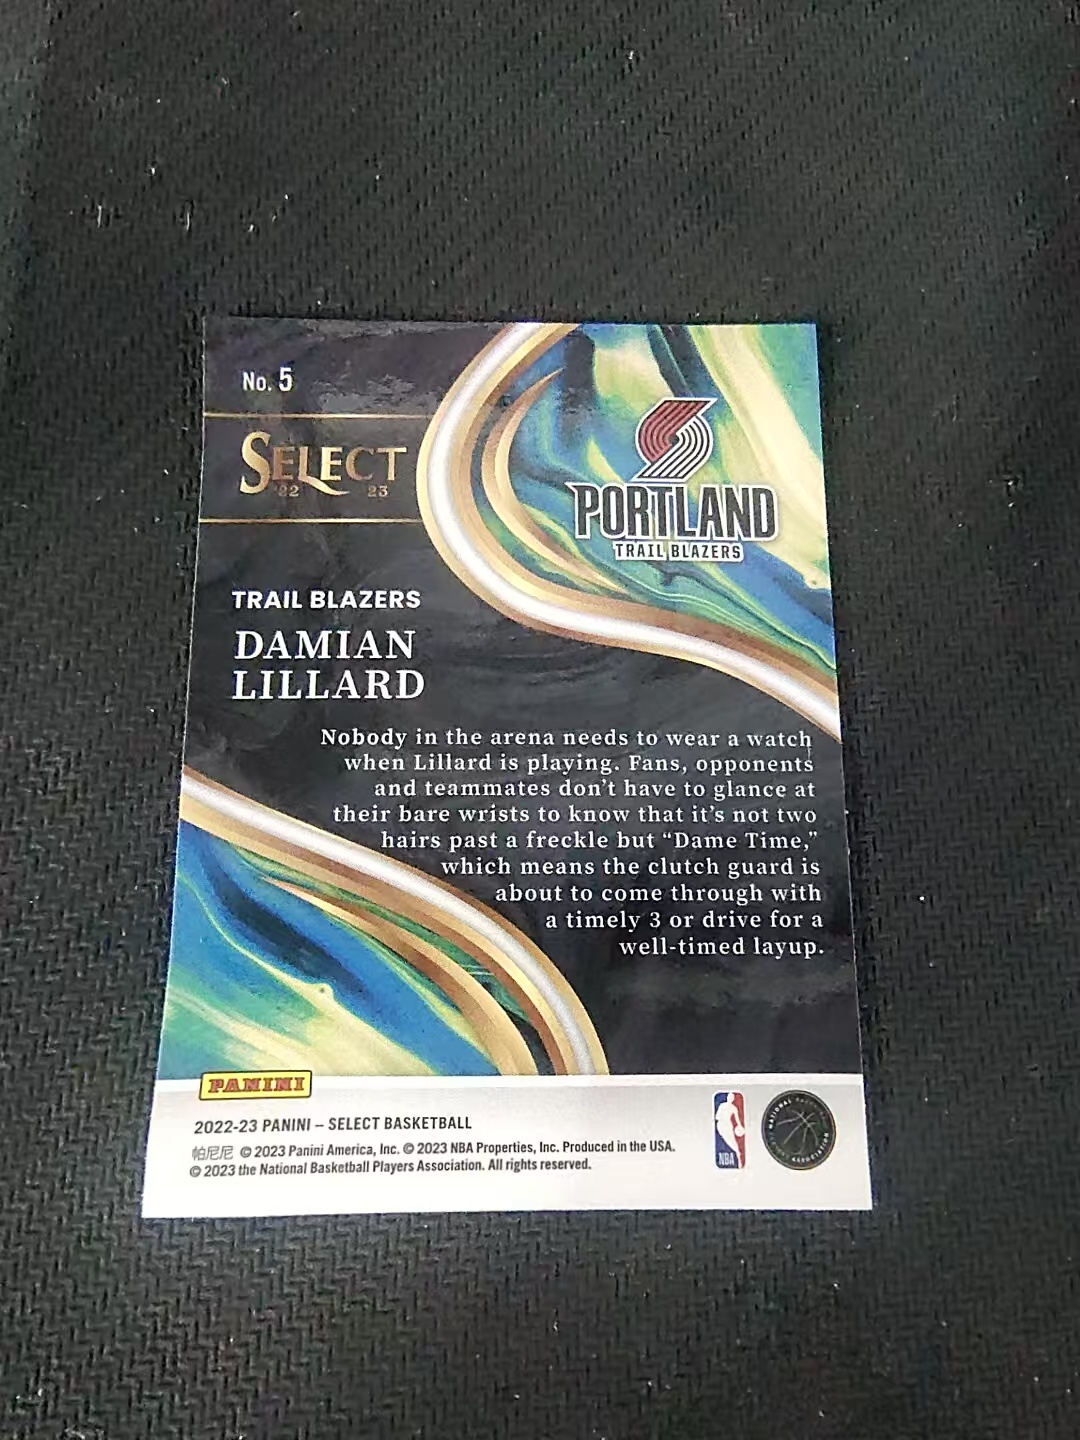 No. 5
SELECT
22 23
PORTLAND
TRAIL BLAZERS
TRAIL BLAZERS
DAMIAN
LILLARD
Nobody in the arena needs to wear a watch
when Lillard is playing. Fans, opponents
and teammates don't have to glance at
their bare wrists to know that it's not two
hairs past a freckle but “Dame Time,”
which means the clutch guard is
about to come through with
a timely 3 or drive for a
well-timed layup.
PANINI
2022-23 PANINI – SELECT BASKETBALL
帕尼尼 © 2023 Panini America, Inc. © 2023 NBA Properties, Inc. Produced in the USA.
© 2023 the National Basketball Players Association. All rights reserved.
NBA
NATIONAL
ASSOCIATION